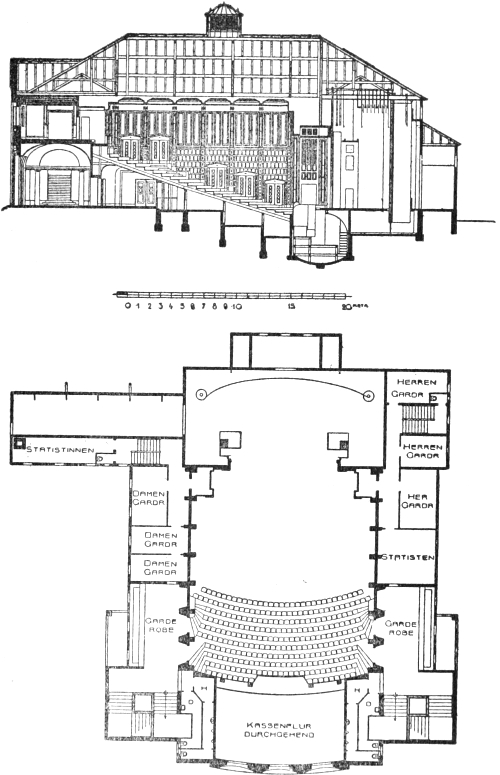 0 1 2 3 4 5 6 7 8 9 10 15 20 METR
HERREN
GARDR
STATISTINNEN
HERREN
GARDR
DAMEN
GARDR
HER
GARDR
DAMEN
GARDR
STATISTEN
DAMEN
GARDR
GARDE
ROBE
GARDE
ROBE
H
H
KASSENFLUR
DURCHGEHEND